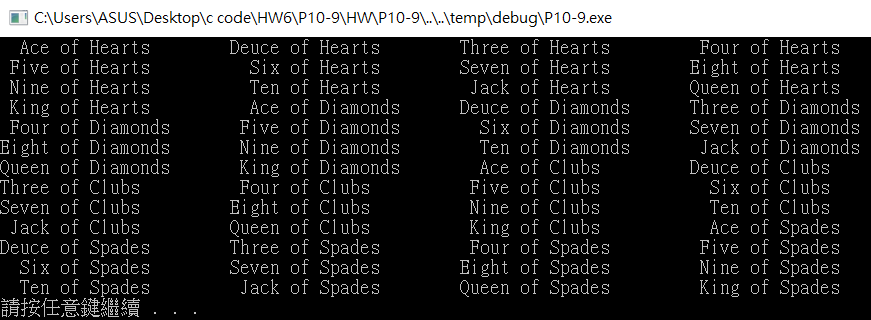 C:\Users\ASUS\Desktop\c code\HW6\P10-9\HW\P10-9\..\..\temp\debug\P10-9.exe
Ace of Hearts Deuce of Hearts Three of Hearts Four of Hearts
Five of Hearts Six of Hearts Seven of Hearts Eight of Hearts
Nine of Hearts Ten of Hearts Jack of Hearts Queen of Hearts
King of Hearts Ace of Diamonds Deuce of Diamonds Three of Diamonds
Four of Diamonds Five of Diamonds Six of Diamonds Seven of Diamonds
Eight of Diamonds Nine of Diamonds Ten of Diamonds Jack of Diamonds
Queen of Diamonds King of Diamonds Ace of Clubs Deuce of Clubs
Three of Clubs Four of Clubs Five of Clubs Six of Clubs
Seven of Clubs Eight of Clubs Nine of Clubs Ten of Clubs
Jack of Clubs Queen of Clubs King of Clubs Ace of Spades
Deuce of Spades Three of Spades Four of Spades Five of Spades
Six of Spades Seven of Spades Eight of Spades Nine of Spades
Ten of Spades Jack of Spades Queen of Spades King of Spades
請按任意鍵繼續 . . .